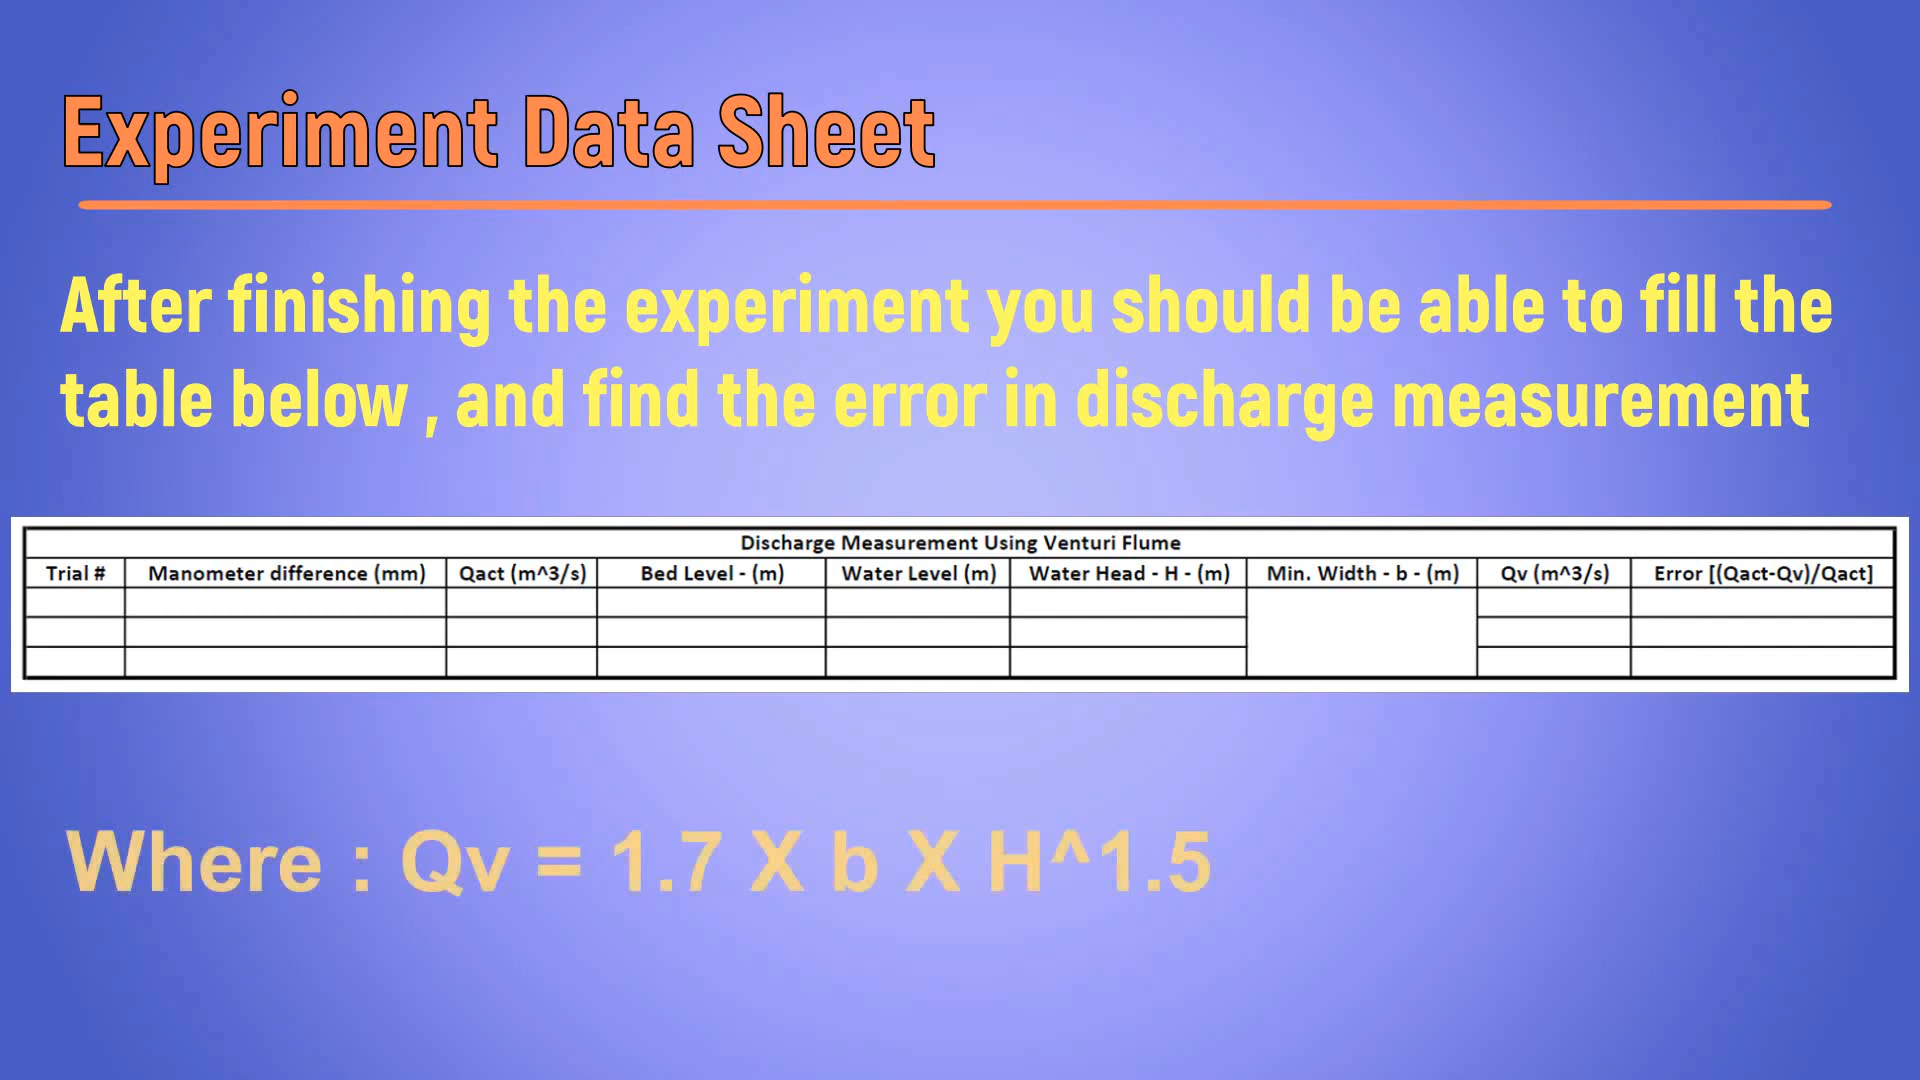 Experiment Data Sheet
After finishing the experiment you should be able to fill the
table below , and find the error in discharge measurement
Discharge Measurement Using Venturi Flume
Trial # Manometer difference (mm) Qact (m^3/s) Bed Level - (m) Water Level (m) Water Head - H - (m) Min. Width - b - (m) Qv (m^3/s) Error [(Qact-Qv)/Qact]
Where : Qv = 1.7 X b X H^1.5